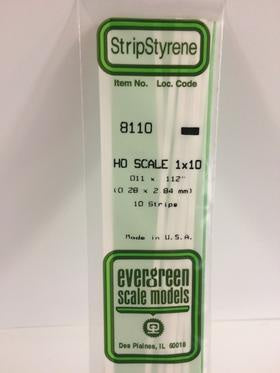 StripStyrene
Item No. Loc. Code
8110
HO SCALE 1x10
.011 x .112"
(0.28 x 2.84 mm)
10 Strips
Made in U.S.A.
evergreen
scale models
Des Plaines, IL 60018